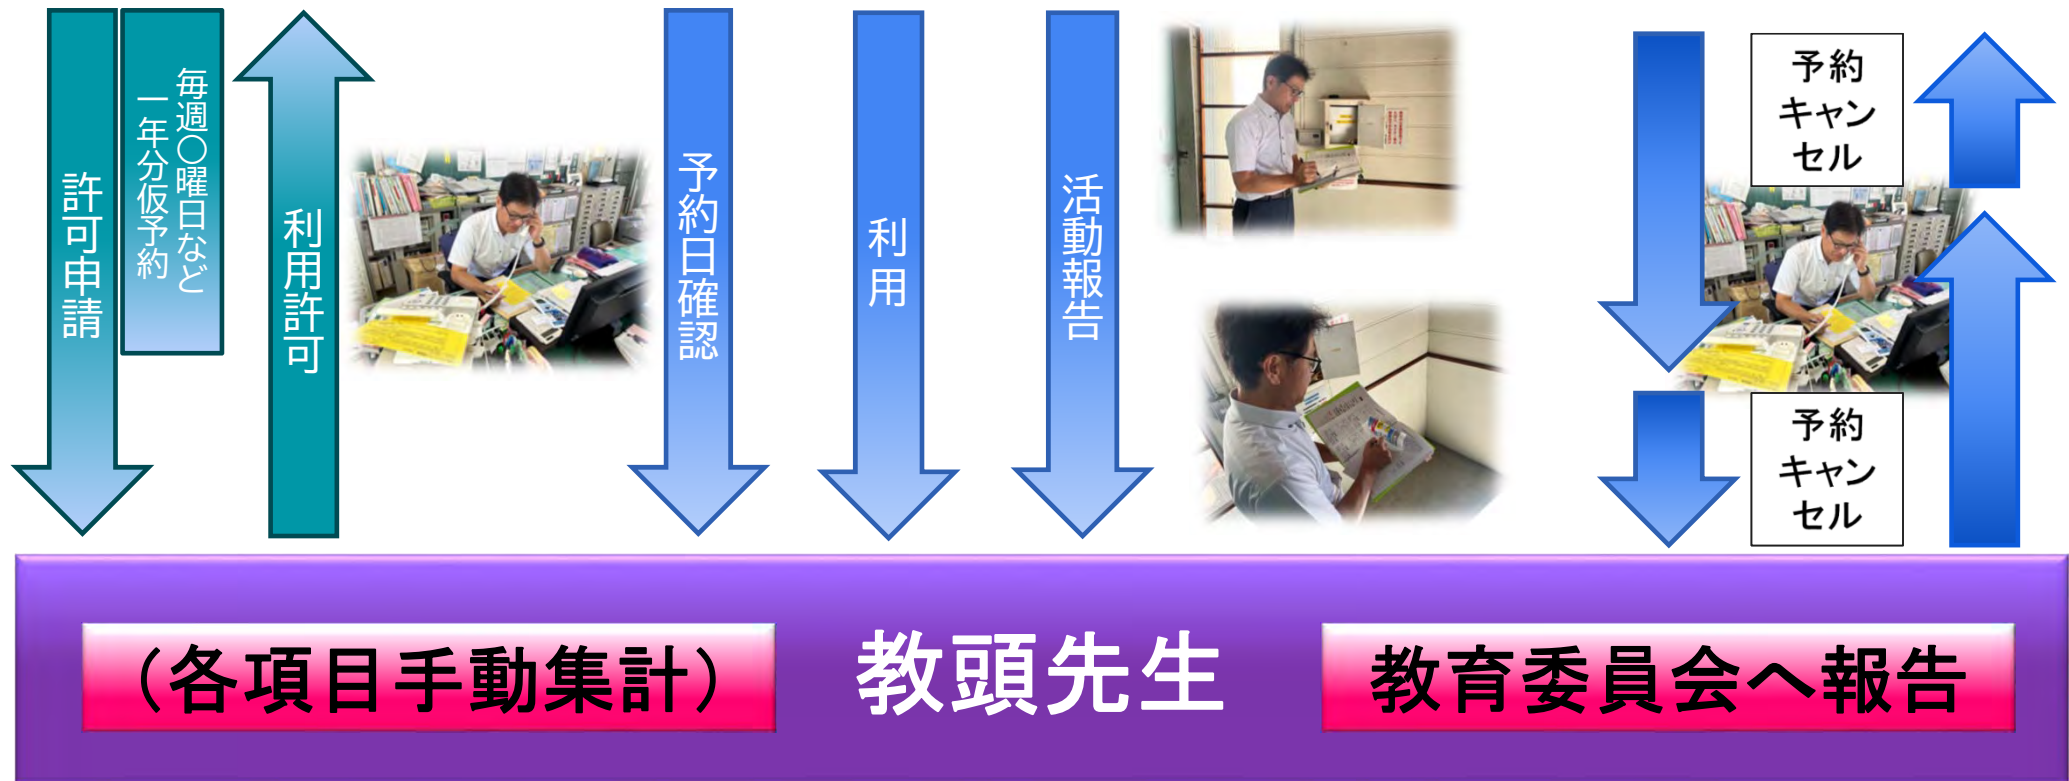 許可申請
毎週〇曜日など
一年分仮予約
利用許可
予約日確認
利用
活動報告
予約
キャン
セル
予約
キャン
セル
（各項目手動集計）
教頭先生
教育委員会へ報告